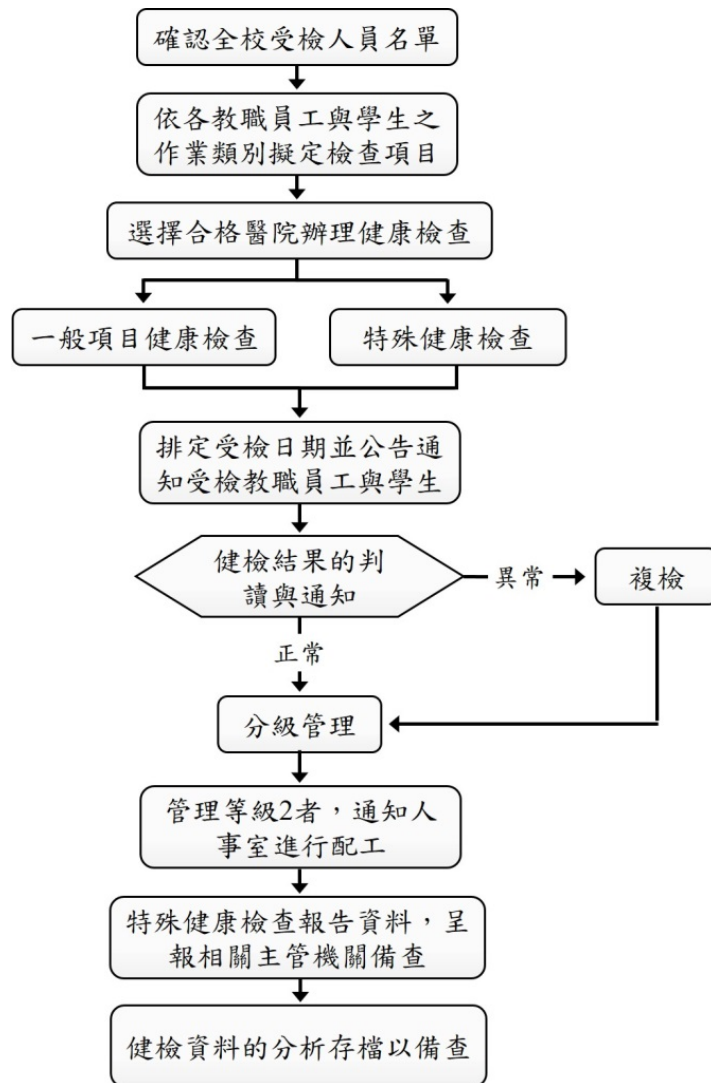 確認全校受檢人員名單
依各教職員工與學生之
作業類別擬定檢查項目
選擇合格醫院辦理健康檢查
一般項目健康檢查
特殊健康檢查
排定受檢日期並公告通
知受檢教職員工與學生
健檢結果的判
讀與通知
異常
複檢
正常
分級管理
管理等級2者，通知人
事室進行配工
特殊健康檢查報告資料，呈
報相關主管機關備查
健檢資料的分析存檔以備查